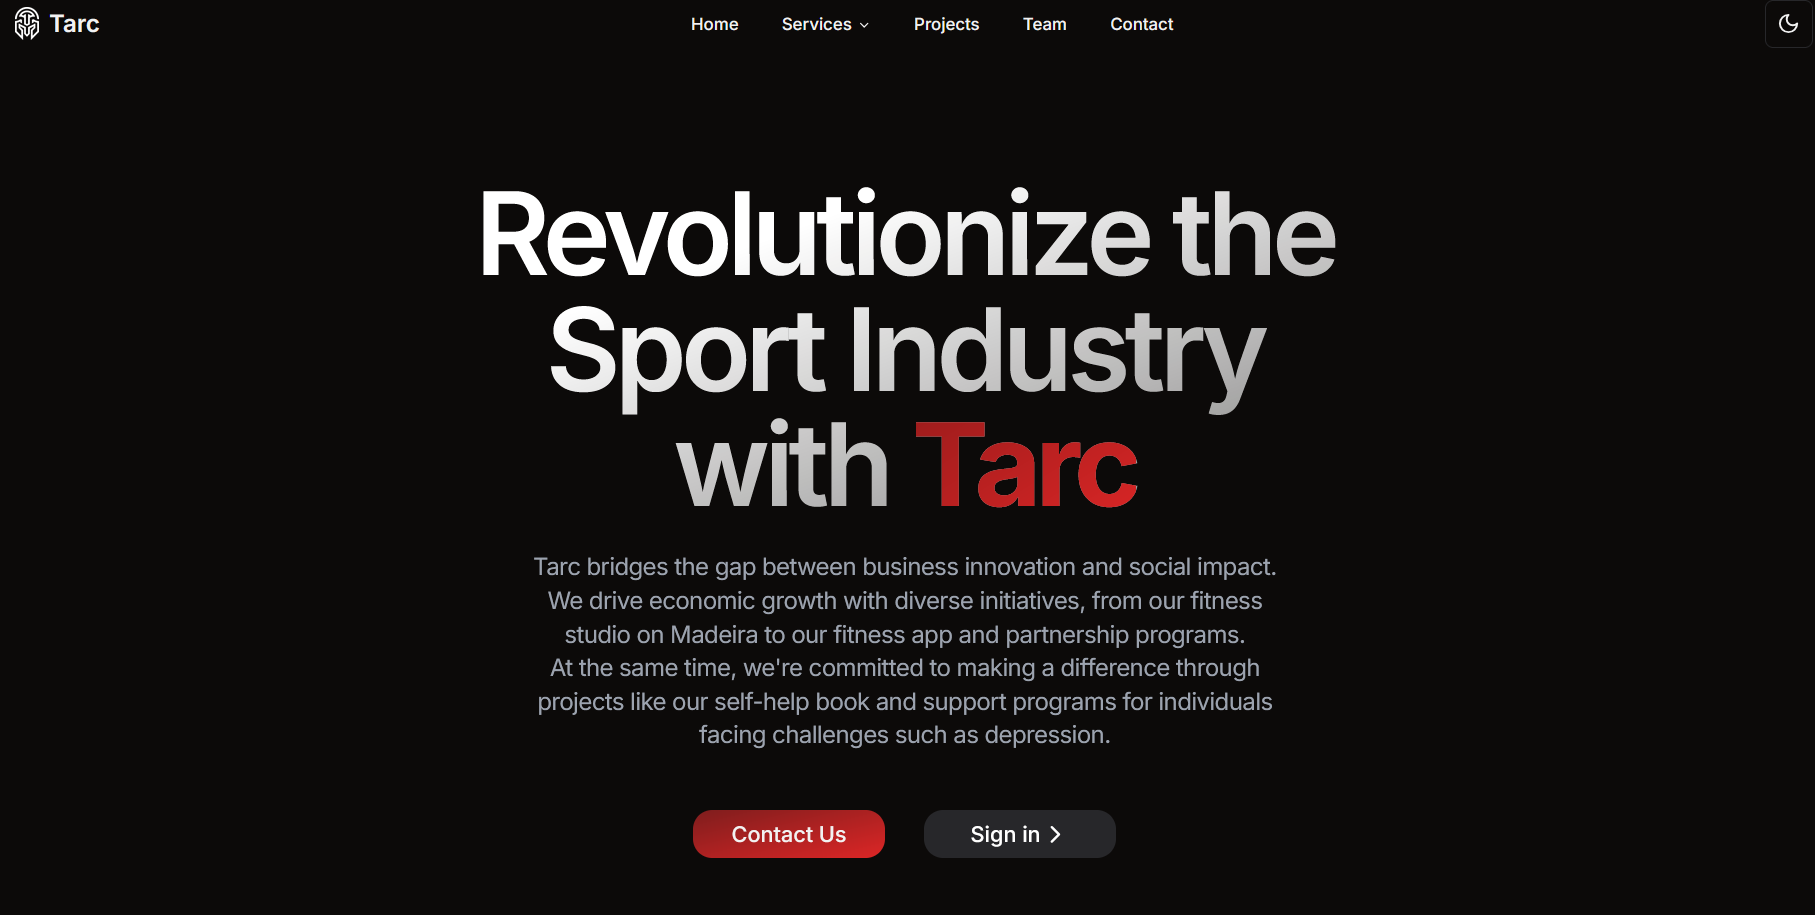 Tarc
Home Services Projects Team Contact
Revolutionize the
Sport Industry
with Tarc
Tarc bridges the gap between business innovation and social impact.
We drive economic growth with diverse initiatives, from our fitness
studio on Madeira to our fitness app and partnership programs.
At the same time, we're committed to making a difference through
projects like our self-help book and support programs for individuals
facing challenges such as depression.
Contact Us
Sign in